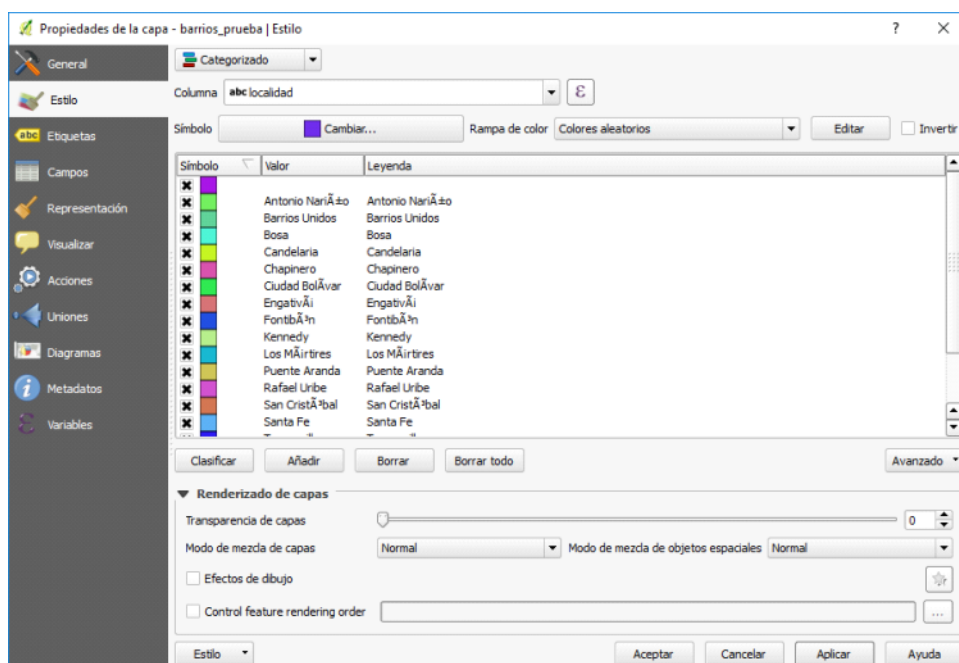 Propiedades de la capa - barrios_prueba | Estilo
General
Estilo
abc Etiquetas
Campos
Representación
Visualizar
Acciones
Uniones
Diagramas
Metadatos
Variables
Categorizado
Columna abc localidad ε
Símbolo Cambiar... Rampa de color Colores aleatorios Editar Invertir
Símbolo Valor Leyenda
Antonio NariÃ±o Antonio NariÃ±o
Barrios Unidos Barrios Unidos
Bosa Bosa
Candelaria Candelaria
Chapinero Chapinero
Ciudad BolÃ­var Ciudad BolÃ­var
EngativÃ¡ EngativÃ¡
FontibÃ³n FontibÃ³n
Kennedy Kennedy
Los MÃ¡rtires Los MÃ¡rtires
Puente Aranda Puente Aranda
Rafael Uribe Rafael Uribe
San CristÃ³bal San CristÃ³bal
Santa Fe Santa Fe
Clasificar Añadir Borrar Borrar todo Avanzado
Renderizado de capas
Transparencia de capas 0
Modo de mezcla de capas Normal Modo de mezcla de objetos espaciales Normal
Efectos de dibujo
Control feature rendering order ...
Estilo Aceptar Cancelar Aplicar Ayuda